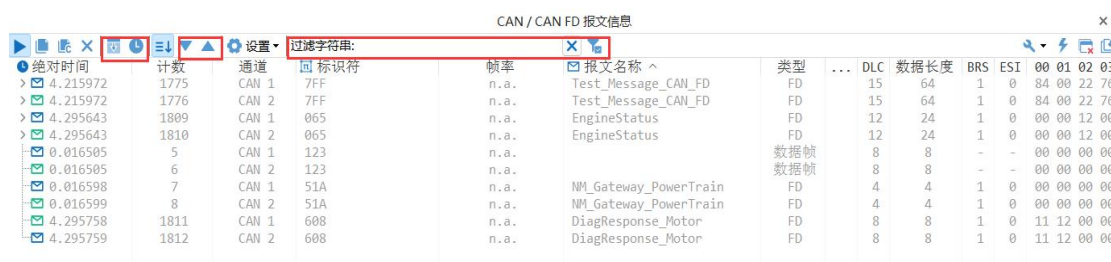 CAN / CAN FD 报文信息
设置 过滤字符串:
绝对时间 计数 通道 标识符 帧率 报文名称 类型 ... DLC 数据长度 BRS ESI 00 01 02 03
4.215972 1775 CAN 1 7FF n.a. Test_Message_CAN_FD FD 15 64 1 0 84 00 22
4.215972 1776 CAN 2 7FF n.a. Test_Message_CAN_FD FD 15 64 1 0 84 00 22
4.295643 1809 CAN 1 065 n.a. EngineStatus FD 12 24 1 0 00 00 12 00
4.295643 1810 CAN 2 065 n.a. EngineStatus FD 12 24 1 0 00 00 12 00
0.016505 5 CAN 1 123 n.a. 数据帧 8 8 - - 00 00 00 00
0.016505 6 CAN 2 123 n.a. 数据帧 8 8 - - 00 00 00 00
0.016598 7 CAN 1 51A n.a. NM_Gateway_PowerTrain FD 4 4 1 0 00 00 00 00
0.016599 8 CAN 2 51A n.a. NM_Gateway_PowerTrain FD 4 4 1 0 00 00 00 00
4.295758 1811 CAN 1 608 n.a. DiagResponse_Motor FD 8 8 1 0 11 12 00 00
4.295759 1812 CAN 2 608 n.a. DiagResponse_Motor FD 8 8 1 0 11 12 00 00